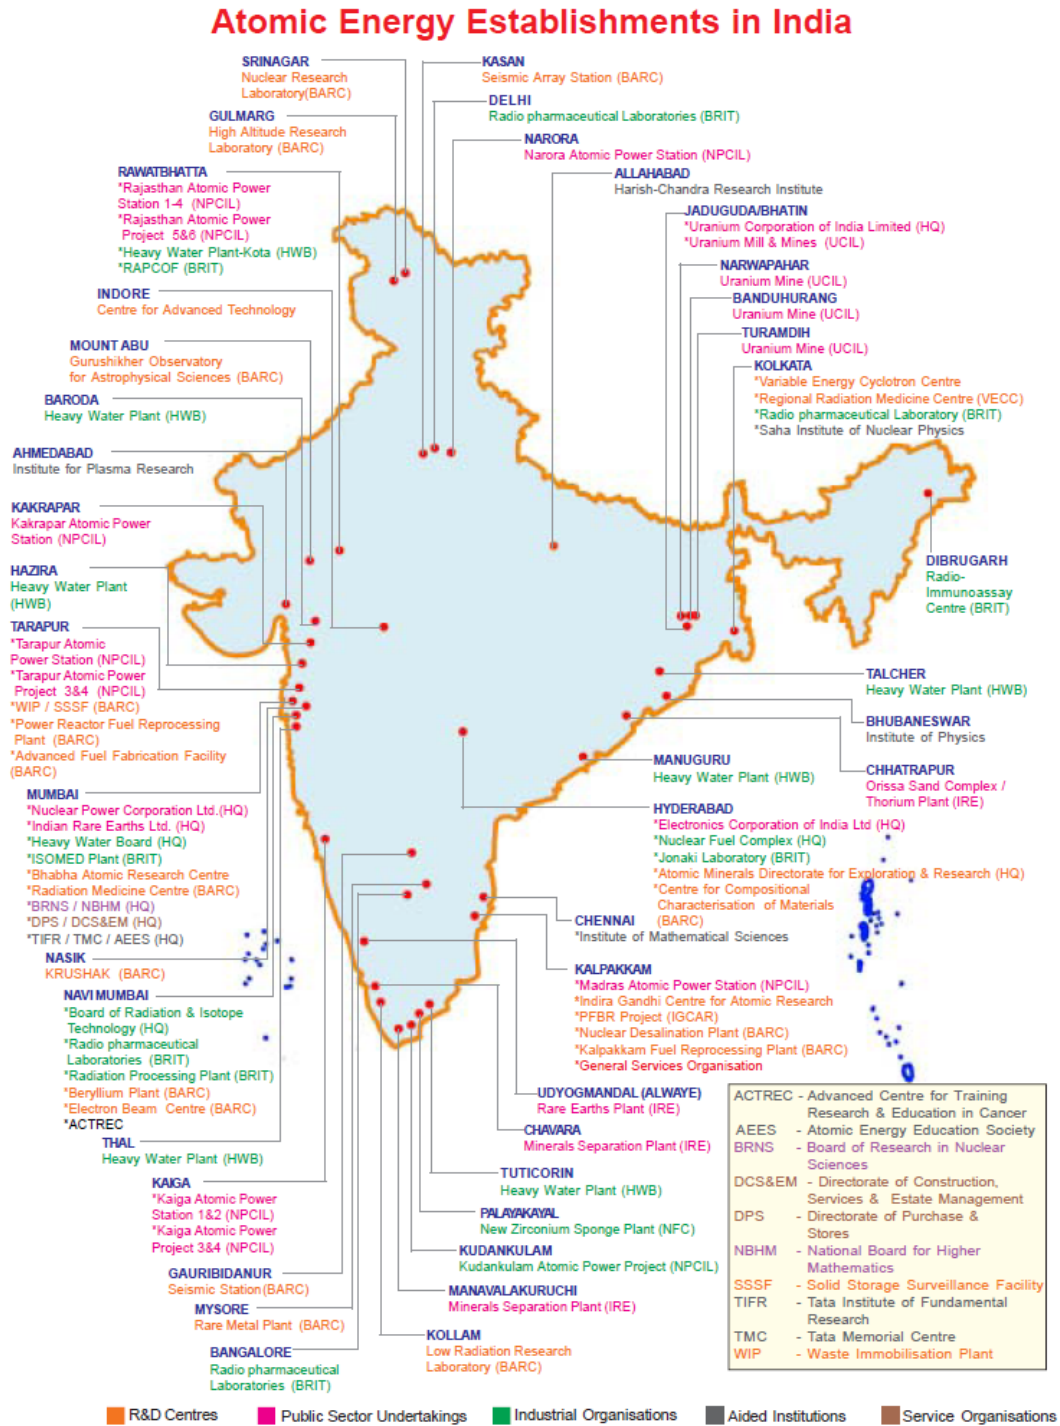 Atomic Energy Establishments in India
SRINAGAR
Nuclear Research
Laboratory(BARC)
GULMARG
High Altitude Research
Laboratory (BARC)
RAWATBHATTA
*Rajasthan Atomic Power
Station 1-4 (NPCIL)
*Rajasthan Atomic Power
Project 5&6 (NPCIL)
*Heavy Water Plant-Kota (HWB)
*RAPCOF (BRIT)
INDORE
Centre for Advanced Technology
MOUNT ABU
Gurushikher Observatory
for Astrophysical Sciences (BARC)
BARODA
Heavy Water Plant (HWB)
AHMEDABAD
Institute for Plasma Research
KAKRAPAR
Kakrapar Atomic Power
Station (NPCIL)
HAZIRA
Heavy Water Plant
(HWB)
TARAPUR
*Tarapur Atomic
Power Station (NPCIL)
*Tarapur Atomic Power
Project 3&4 (NPCIL)
*WIP / SSSF (BARC)
*Power Reactor Fuel Reprocessing
Plant (BARC)
*Advanced Fuel Fabrication Facility
(BARC)
MUMBAI
*Nuclear Power Corporation Ltd.(HQ)
*Indian Rare Earths Ltd. (HQ)
*Heavy Water Board (HQ)
*ISOMED Plant (BRIT)
*Bhabha Atomic Research Centre
*Radiation Medicine Centre (BARC)
*BRNS / NBHM (HQ)
*DPS / DCS&EM (HQ)
*TIFR / TMC / AEES (HQ)
NASIK
KRUSHAK (BARC)
NAVI MUMBAI
*Board of Radiation & Isotope
Technology (HQ)
*Radio pharmaceutical
Laboratories (BRIT)
*Radiation Processing Plant (BRIT)
*Beryllium Plant (BARC)
*Electron Beam Centre (BARC)
*ACTREC
THAL
Heavy Water Plant (HWB)
KAIGA
*Kaiga Atomic Power
Station 1&2 (NPCIL)
*Kaiga Atomic Power
Project 3&4 (NPCIL)
GAURIBIDANUR
Seismic Station (BARC)
MYSORE
Rare Metal Plant (BARC)
BANGALORE
Radio pharmaceutical
Laboratories (BRIT)
KASAN
Seismic Array Station (BARC)
DELHI
Radio pharmaceutical Laboratories (BRIT)
NARORA
Narora Atomic Power Station (NPCIL)
ALLAHABAD
Harish-Chandra Research Institute
JADUGUDA/BHATIN
*Uranium Corporation of India Limited (HQ)
*Uranium Mill & Mines (UCIL)
NARWAPAHAR
Uranium Mine (UCIL)
BANDUHURANG
Uranium Mine (UCIL)
TURAMDIH
Uranium Mine (UCIL)
KOLKATA
*Variable Energy Cyclotron Centre
*Regional Radiation Medicine Centre (VECC)
*Radio pharmaceutical Laboratory (BRIT)
*Saha Institute of Nuclear Physics
DIBRUGARH
Radio-
Immunoassay
Centre (BRIT)
TALCHER
Heavy Water Plant (HWB)
BHUBANESWAR
Institute of Physics
CHHATRAPUR
Orissa Sand Complex /
Thorium Plant (IRE)
MANUGURU
Heavy Water Plant (HWB)
HYDERABAD
*Electronics Corporation of India Ltd (HQ)
*Nuclear Fuel Complex (HQ)
*Jonaki Laboratory (BRIT)
*Atomic Minerals Directorate for Exploration & Research (HQ)
*Centre for Compositional
Characterisation of Materials
(BARC)
CHENNAI
*Institute of Mathematical Sciences
KALPAKKAM
*Madras Atomic Power Station (NPCIL)
*Indira Gandhi Centre for Atomic Research
*PFBR Project (IGCAR)
*Nuclear Desalination Plant (BARC)
*Kalpakkam Fuel Reprocessing Plant (BARC)
*General Services Organisation
UDYOGMANDAL (ALWAYE)
Rare Earths Plant (IRE)
CHAVARA
Minerals Separation Plant (IRE)
TUTICORIN
Heavy Water Plant (HWB)
PALAYAKAYAL
New Zirconium Sponge Plant (NFC)
KUDANKULAM
Kudankulam Atomic Power Project (NPCIL)
MANAVALAKURUCHI
Minerals Separation Plant (IRE)
KOLLAM
Low Radiation Research
Laboratory (BARC)
ACTREC - Advanced Centre for Training
Research & Education in Cancer
AEES - Atomic Energy Education Society
BRNS - Board of Research in Nuclear
Sciences
DCS&EM - Directorate of Construction,
Services & Estate Management
DPS - Directorate of Purchase &
Stores
NBHM - National Board for Higher
Mathematics
SSSF - Solid Storage Surveillance Facility
TIFR - Tata Institute of Fundamental
Research
TMC - Tata Memorial Centre
WIP - Waste Immobilisation Plant
R&D Centres
Public Sector Undertakings
Industrial Organisations
Aided Institutions
Service Organisations